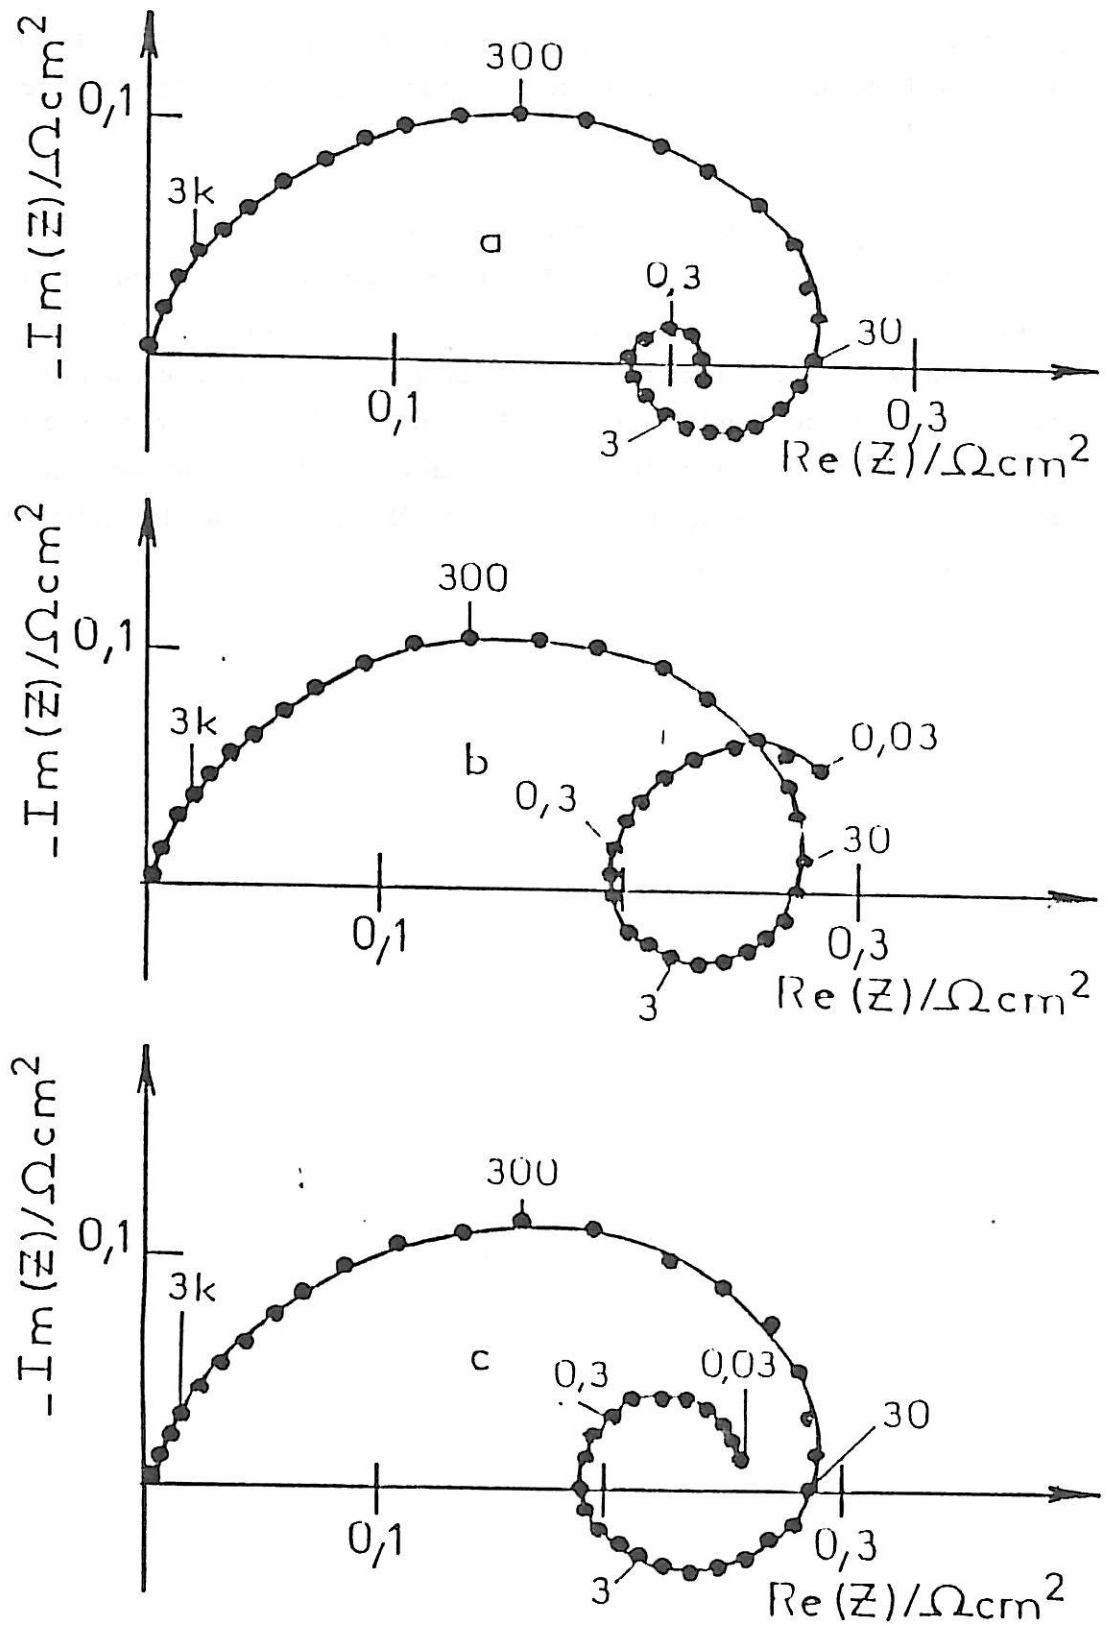 300
0,1
-Im(Z)/Ωcm²
3k
a
0,3
30
0,1
0,3
3
Re(Z)/Ωcm²
300
0,1
-Im(Z)/Ωcm²
3k
b
0,03
0,3
30
0,1
0,3
3
Re(Z)/Ωcm²
300
0,1
-Im(Z)/Ωcm²
3k
c
0,3
0,03
30
0,1
0,3
3
Re(Z)/Ωcm²